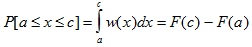 P[a ≤ x ≤ c] = ∫_a^c w(x)dx = F(c) − F(a)